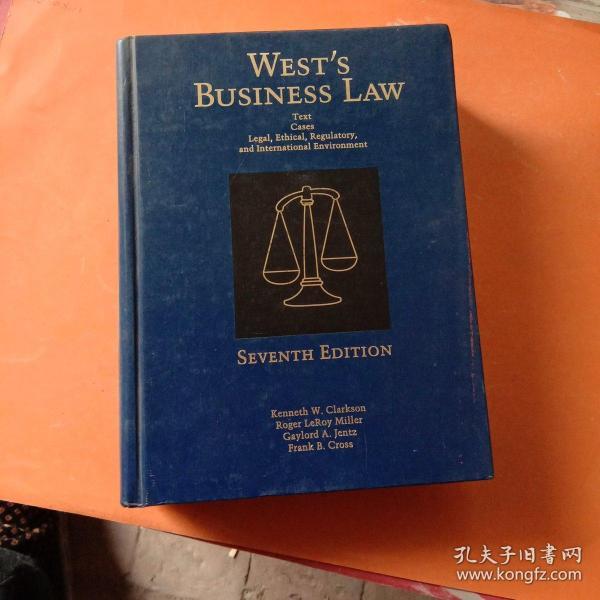 WEST'S
BUSINESS LAW
Text
Cases
Legal, Ethical, Regulatory,
and International Environment
SEVENTH EDITION
Kenneth W. Clarkson
Roger LeRoy Miller
Gaylord A. Jentz
Frank B. Cross
孔夫子旧书网
www.kongfz.com